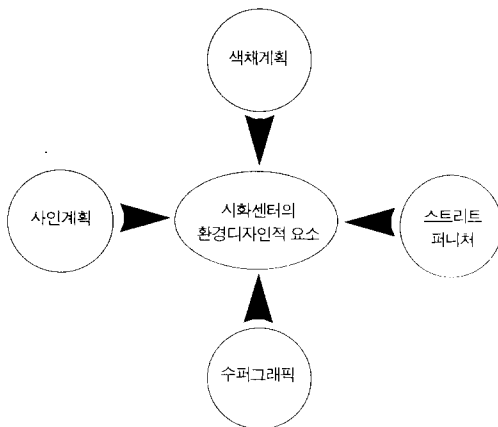 색채계획
사인계획
시화센터의
환경디자인적 요소
스트리트
퍼니처
수퍼그래픽